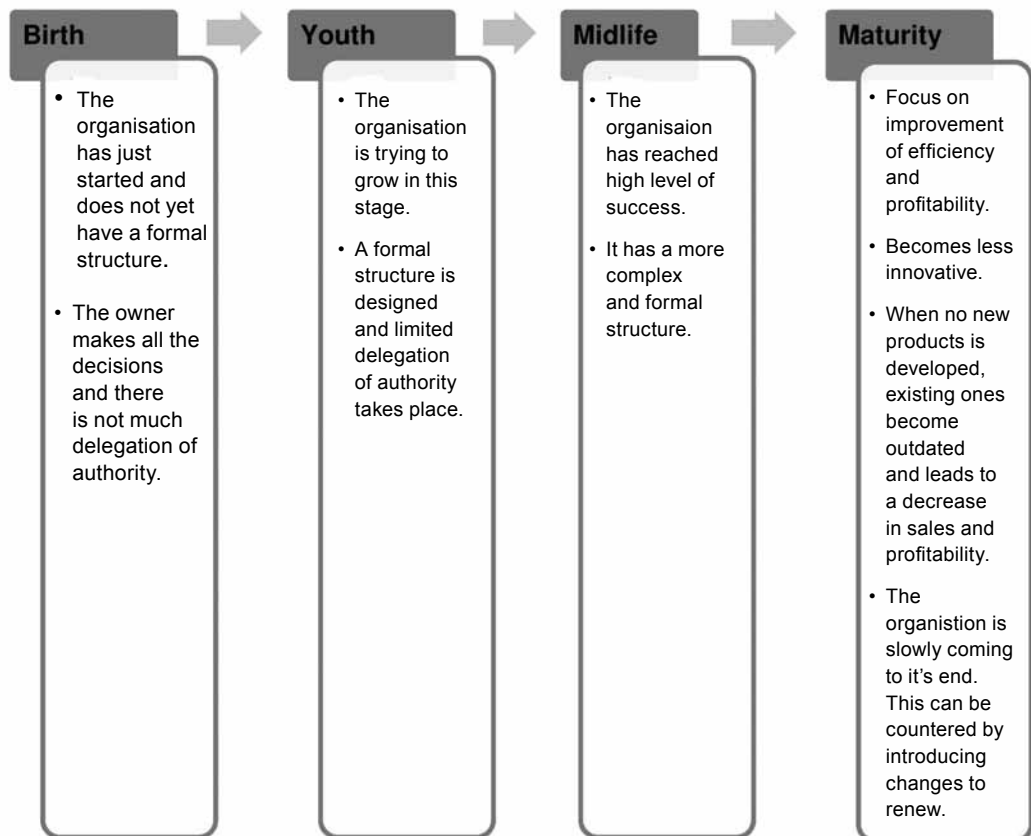 Birth
• The
organisation
has just
started and
does not yet
have a formal
structure.
• The owner
makes all the
decisions
and there
is not much
delegation of
authority.
Youth
• The
organisation
is trying to
grow in this
stage.
• A formal
structure is
designed
and limited
delegation
of authority
takes place.
Midlife
• The
organisaion
has reached
high level of
success.
• It has a more
complex
and formal
structure.
Maturity
• Focus on
improvement
of efficiency
and
profitability.
• Becomes less
innovative.
• When no new
products is
developed,
existing ones
become
outdated
and leads to
a decrease
in sales and
profitability.
• The
organistion is
slowly coming
to it's end.
This can be
countered by
introducing
changes to
renew.